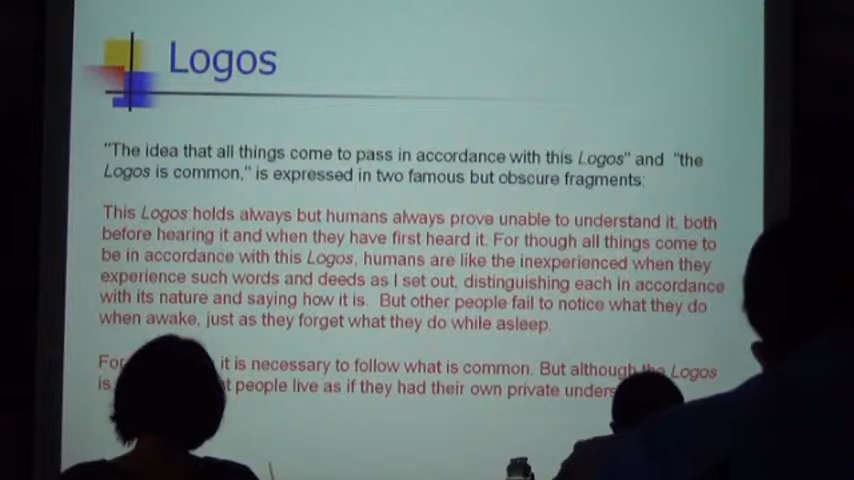 Logos
"The idea that all things come to pass in accordance with this Logos" and "the
Logos is common," is expressed in two famous but obscure fragments:
This Logos holds always but humans always prove unable to understand it, both
before hearing it and when they have first heard it. For though all things come to
be in accordance with this Logos, humans are like the inexperienced when they
experience such words and deeds as I set out, distinguishing each in accordance
with its nature and saying how it is. But other people fail to notice what they do
when awake, just as they forget what they do while asleep.
For it is necessary to follow what is common. But although the Logos
is people live as if they had their own private